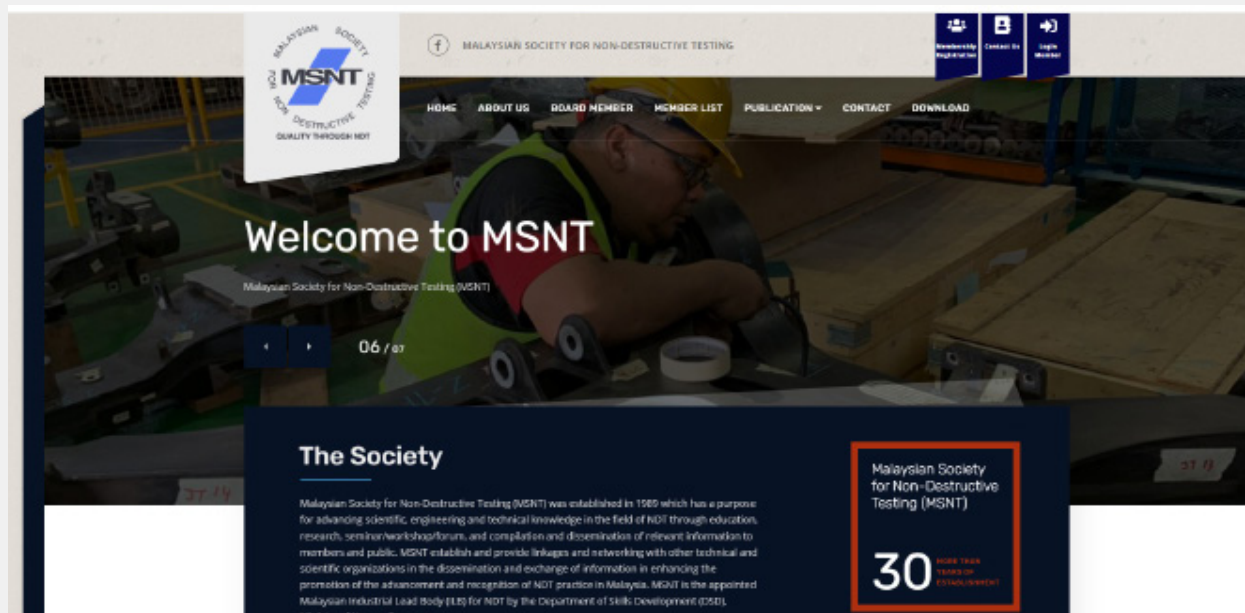 MALAYSIAN SOCIETY
FOR NON DESTRUCTIVE TESTING
MSNT
QUALITY THROUGH NDT
MALAYSIAN SOCIETY FOR NON-DESTRUCTIVE TESTING
Membership
Registration
Contact Us
Login
Member
HOME ABOUT US BOARD MEMBER MEMBER LIST PUBLICATION CONTACT DOWNLOAD
Welcome to MSNT
Malaysian Society for Non-Destructive Testing (MSNT)
06 / 07
The Society
Malaysian Society for Non-Destructive Testing (MSNT) was established in 1989 which has a purpose
for advancing scientific, engineering and technical knowledge in the field of NDT through education,
research, seminar/workshop/forum, and compilation and dissemination of relevant information to
members and public. MSNT establish and provide linkages and networking with other technical and
scientific organizations in the dissemination and exchange of information in enhancing the
promotion of the advancement and recognition of NDT practice in Malaysia. MSNT is the appointed
Malaysian Industrial Lead Body (ILB) for NDT by the Department of Skills Development (DSD),
Malaysian Society
for Non-Destructive
Testing (MSNT)
30
MORE THAN
YEARS OF
ESTABLISHMENT
JT 14